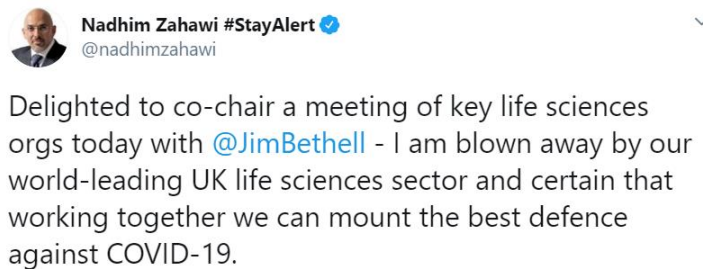 Nadhim Zahawi #StayAlert
@nadhimzahawi
Delighted to co-chair a meeting of key life sciences
orgs today with @JimBethell - I am blown away by our
world-leading UK life sciences sector and certain that
working together we can mount the best defence
against COVID-19.